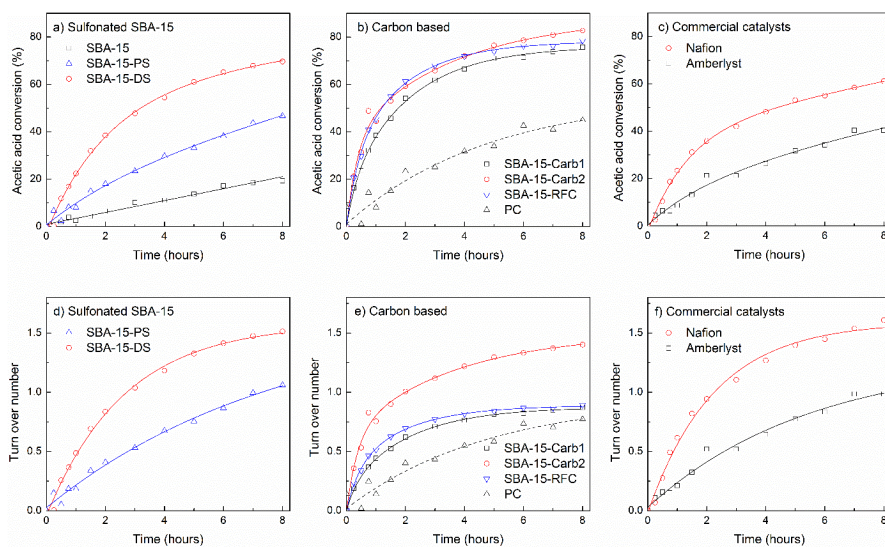 a) Sulfonated SBA-15
SBA-15
SBA-15-PS
SBA-15-DS
Acetic acid conversion (%)
0
20
40
60
80
0 2 4 6 8
Time (hours)
b) Carbon based
SBA-15-Carb1
SBA-15-Carb2
SBA-15-RFC
PC
Acetic acid conversion (%)
0
20
40
60
80
0 2 4 6 8
Time (hours)
c) Commercial catalysts
Nafion
Amberlyst
Acetic acid conversion (%)
0
20
40
60
80
0 2 4 6 8
Time (hours)
d) Sulfonated SBA-15
SBA-15-PS
SBA-15-DS
Turn over number
0.0
0.5
1.0
1.5
0 2 4 6 8
Time (hours)
e) Carbon based
SBA-15-Carb1
SBA-15-Carb2
SBA-15-RFC
PC
Turn over number
0.0
0.5
1.0
1.5
0 2 4 6 8
Time (hours)
f) Commercial catalysts
Nafion
Amberlyst
Turn over number
0.0
0.5
1.0
1.5
0 2 4 6 8
Time (hours)